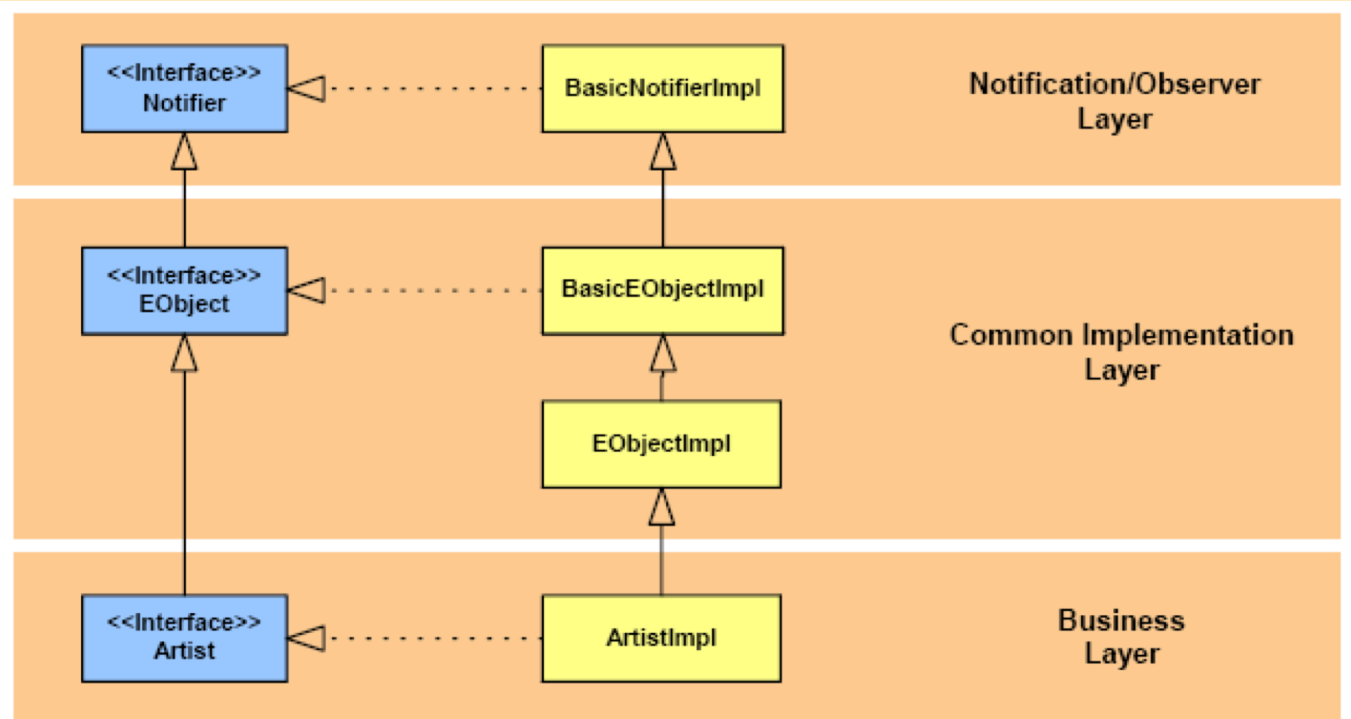 <<Interface>>
Notifier
BasicNotifierImpl
Notification/Observer
Layer
<<Interface>>
EObject
BasicEObjectImpl
Common Implementation
Layer
EObjectImpl
<<Interface>>
Artist
ArtistImpl
Business
Layer